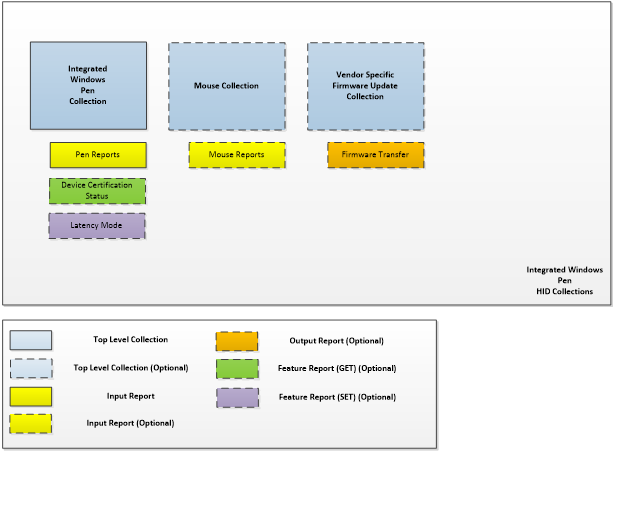 Integrated
Windows
Pen
Collection
Mouse Collection
Vendor Specific
Firmware Update
Collection
Pen Reports
Mouse Reports
Firmware Transfer
Device Certification
Status
Latency Mode
Integrated Windows
Pen
HID Collections
Top Level Collection
Top Level Collection (Optional)
Input Report
Input Report (Optional)
Output Report (Optional)
Feature Report (GET) (Optional)
Feature Report (SET) (Optional)